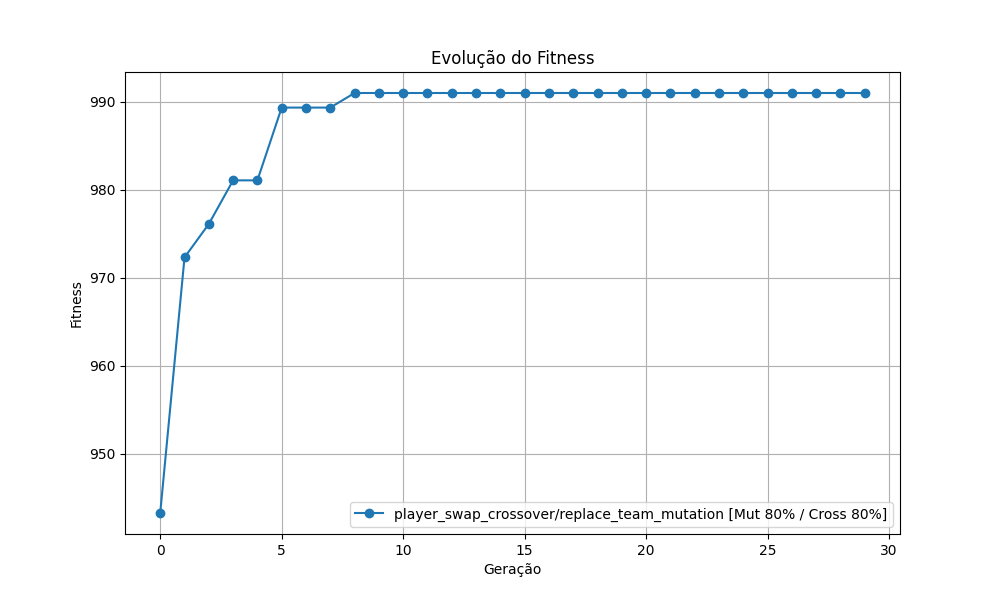 Evolução do Fitness
Fitness
990
980
970
960
950
player_swap_crossover/replace_team_mutation [Mut 80% / Cross 80%]
0 5 10 15 20 25 30
Geração